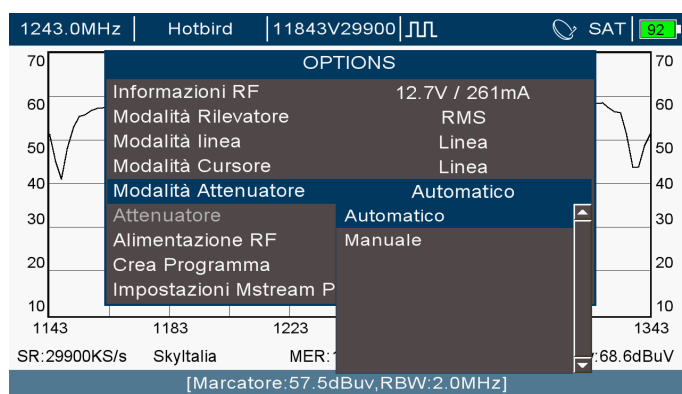 1243.0MHz Hotbird 11843V29900 SAT 92
OPTIONS
70 70
Informazioni RF 12.7V / 261mA
60 60
Modalità Rilevatore RMS
Modalità linea Linea
50 50
Modalità Cursore Linea
40 40
Modalità Attenuatore Automatico
Attenuatore Automatico
30 30
Alimentazione RF Manuale
Crea Programma
20 20
Impostazioni Mstream P
10 10
1143 1183 1223 1343
SR:29900KS/s SkyItalia MER: :68.6dBuV
[Marcatore:57.5dBuv,RBW:2.0MHz]